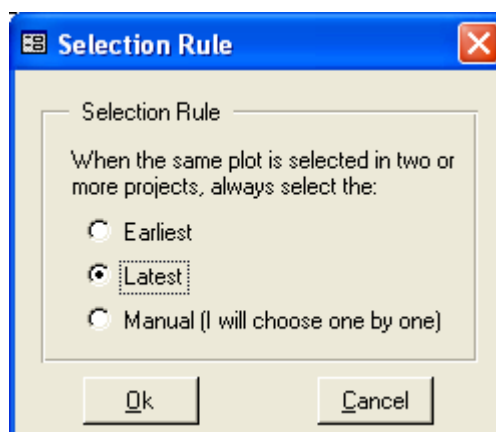 Selection Rule
Selection Rule
When the same plot is selected in two or
more projects, always select the:
Earliest
Latest
Manual (I will choose one by one)
Ok
Cancel